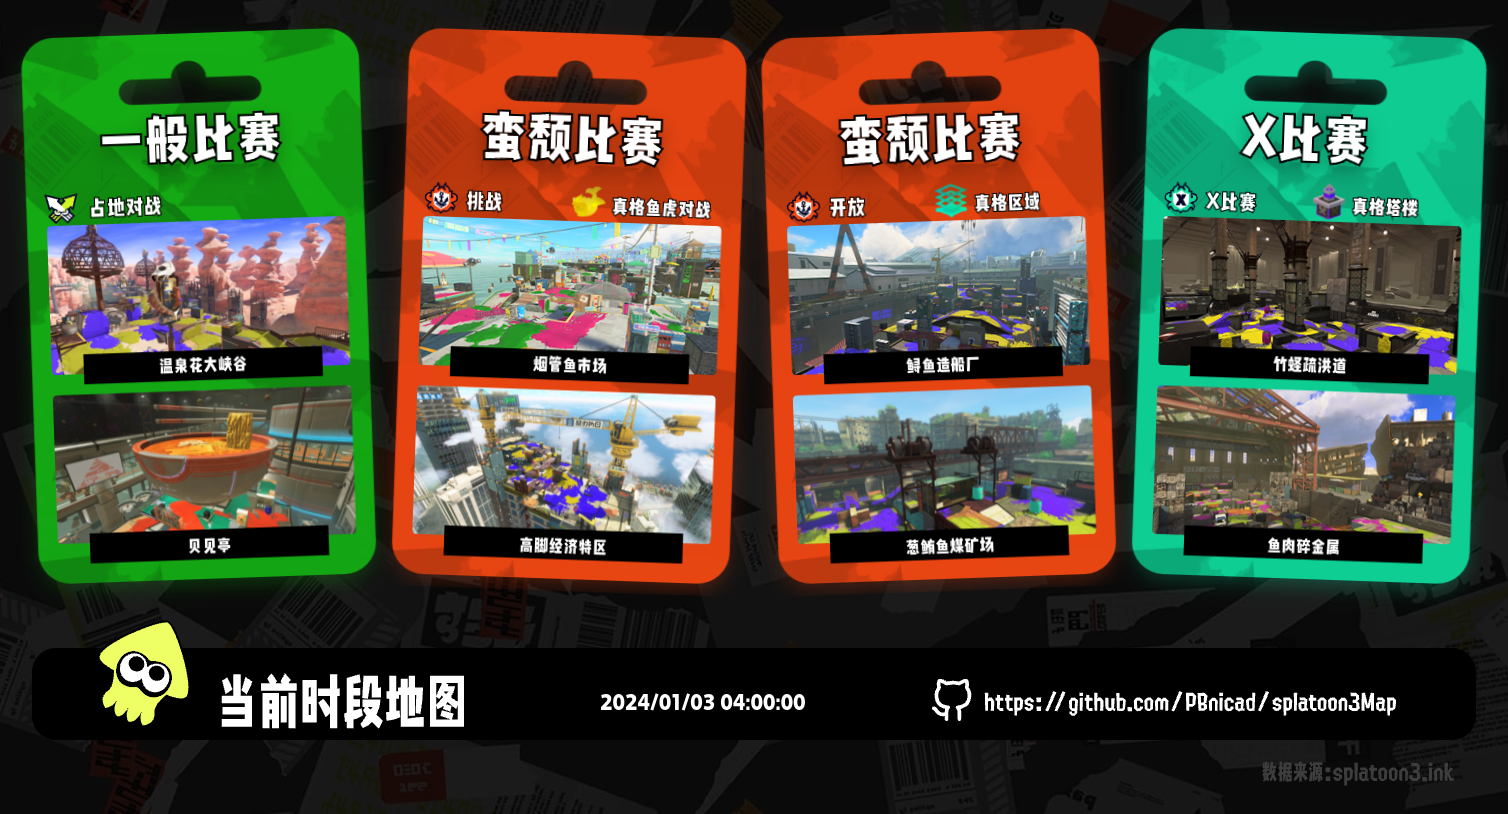 一般比赛
占地对战
温泉花大峡谷
贝见亭
蛮颓比赛
挑战
真格鱼虎对战
烟管鱼市场
高脚经济特区
蛮颓比赛
开放
真格区域
鲟鱼造船厂
葱鲔鱼煤矿场
X比赛
X比赛
真格塔楼
竹蛏疏洪道
鱼肉碎金属
当前时段地图
2024/01/03 04:00:00
https://github.com/PBnicad/splatoon3Map
数据来源:splatoon3.ink